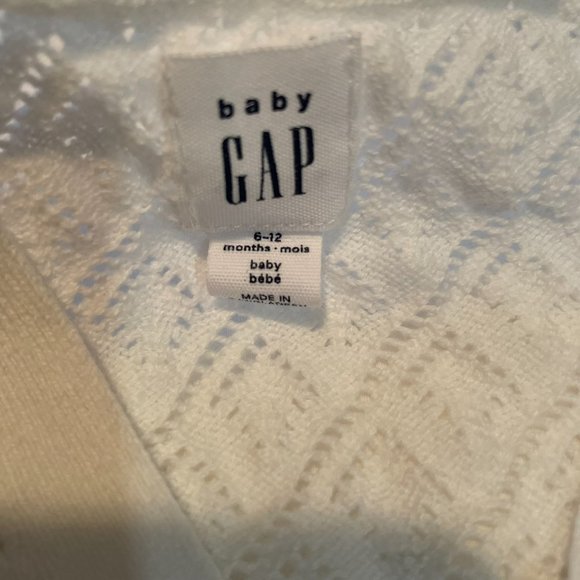 baby
GAP
6-12
months · mois
baby
bébé
MADE IN